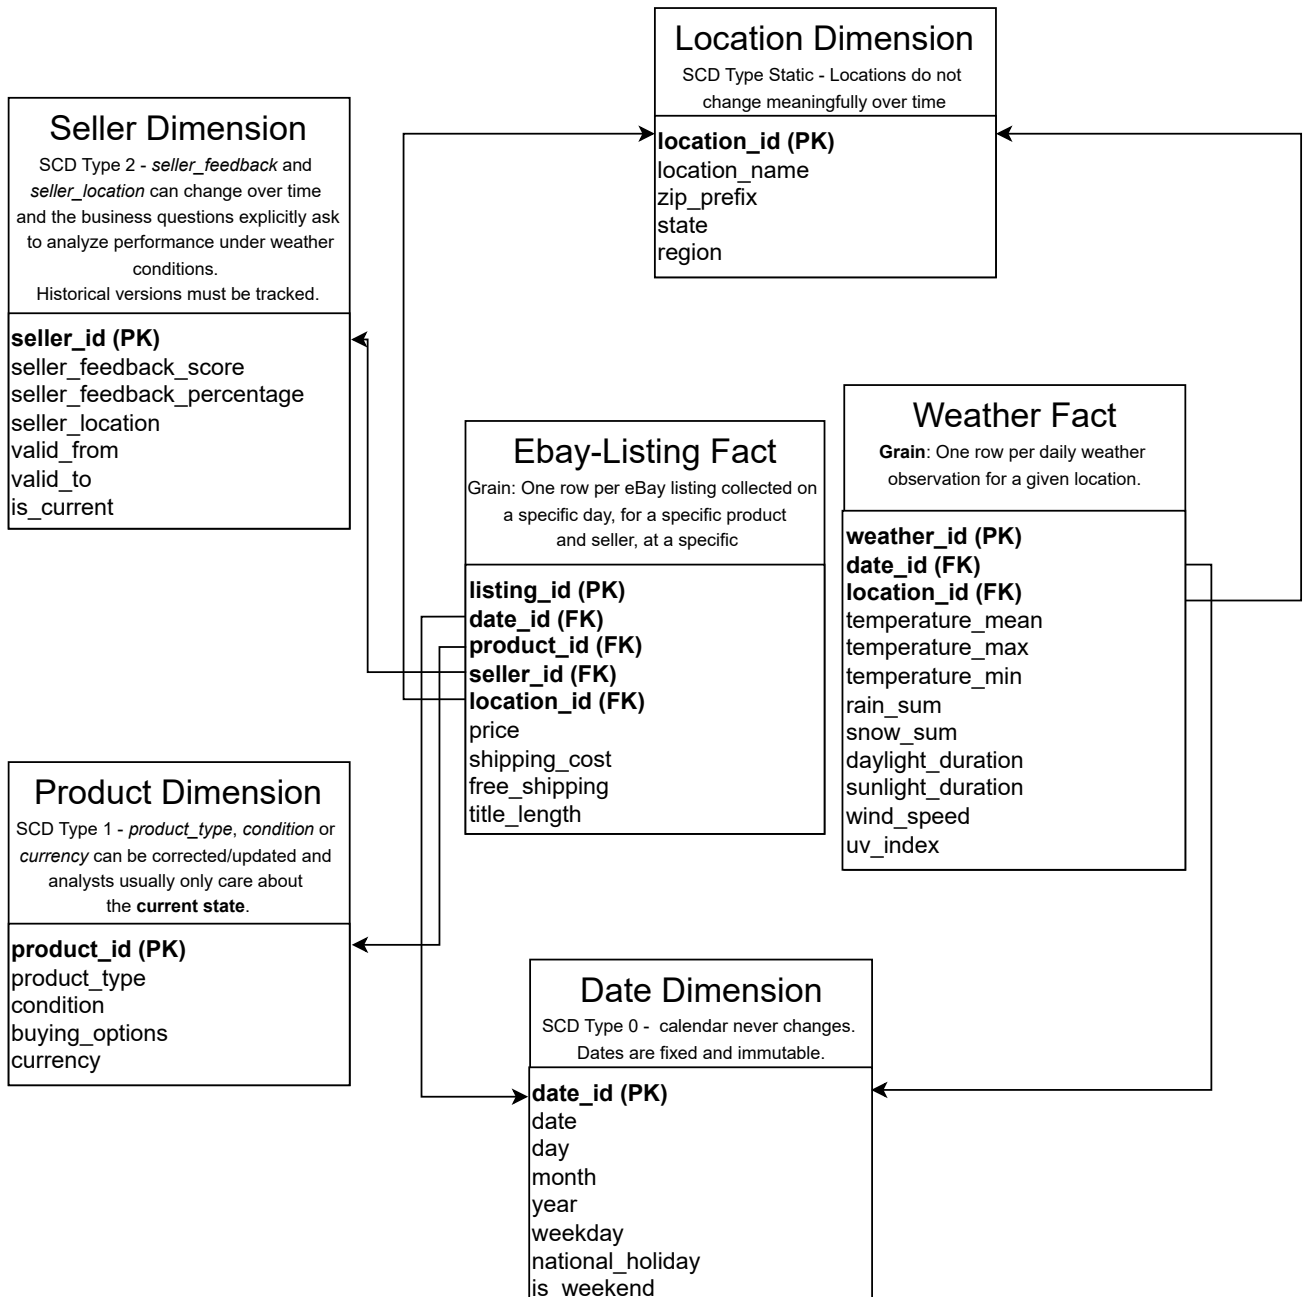 Location Dimension
SCD Type Static - Locations do not
change meaningfully over time
location_id (PK)
location_name
zip_prefix
state
region
Seller Dimension
SCD Type 2 - seller_feedback and
seller_location can change over time
and the business questions explicitly ask
to analyze performance under weather
conditions.
Historical versions must be tracked.
seller_id (PK)
seller_feedback_score
seller_feedback_percentage
seller_location
valid_from
valid_to
is_current
Ebay-Listing Fact
Grain: One row per eBay listing collected on
a specific day, for a specific product
and seller, at a specific
listing_id (PK)
date_id (FK)
product_id (FK)
seller_id (FK)
location_id (FK)
price
shipping_cost
free_shipping
title_length
Weather Fact
Grain: One row per daily weather
observation for a given location.
weather_id (PK)
date_id (FK)
location_id (FK)
temperature_mean
temperature_max
temperature_min
rain_sum
snow_sum
daylight_duration
sunlight_duration
wind_speed
uv_index
Product Dimension
SCD Type 1 - product_type, condition or
currency can be corrected/updated and
analysts usually only care about
the current state.
product_id (PK)
product_type
condition
buying_options
currency
Date Dimension
SCD Type 0 - calendar never changes.
Dates are fixed and immutable.
date_id (PK)
date
day
month
year
weekday
national_holiday
is_weekend